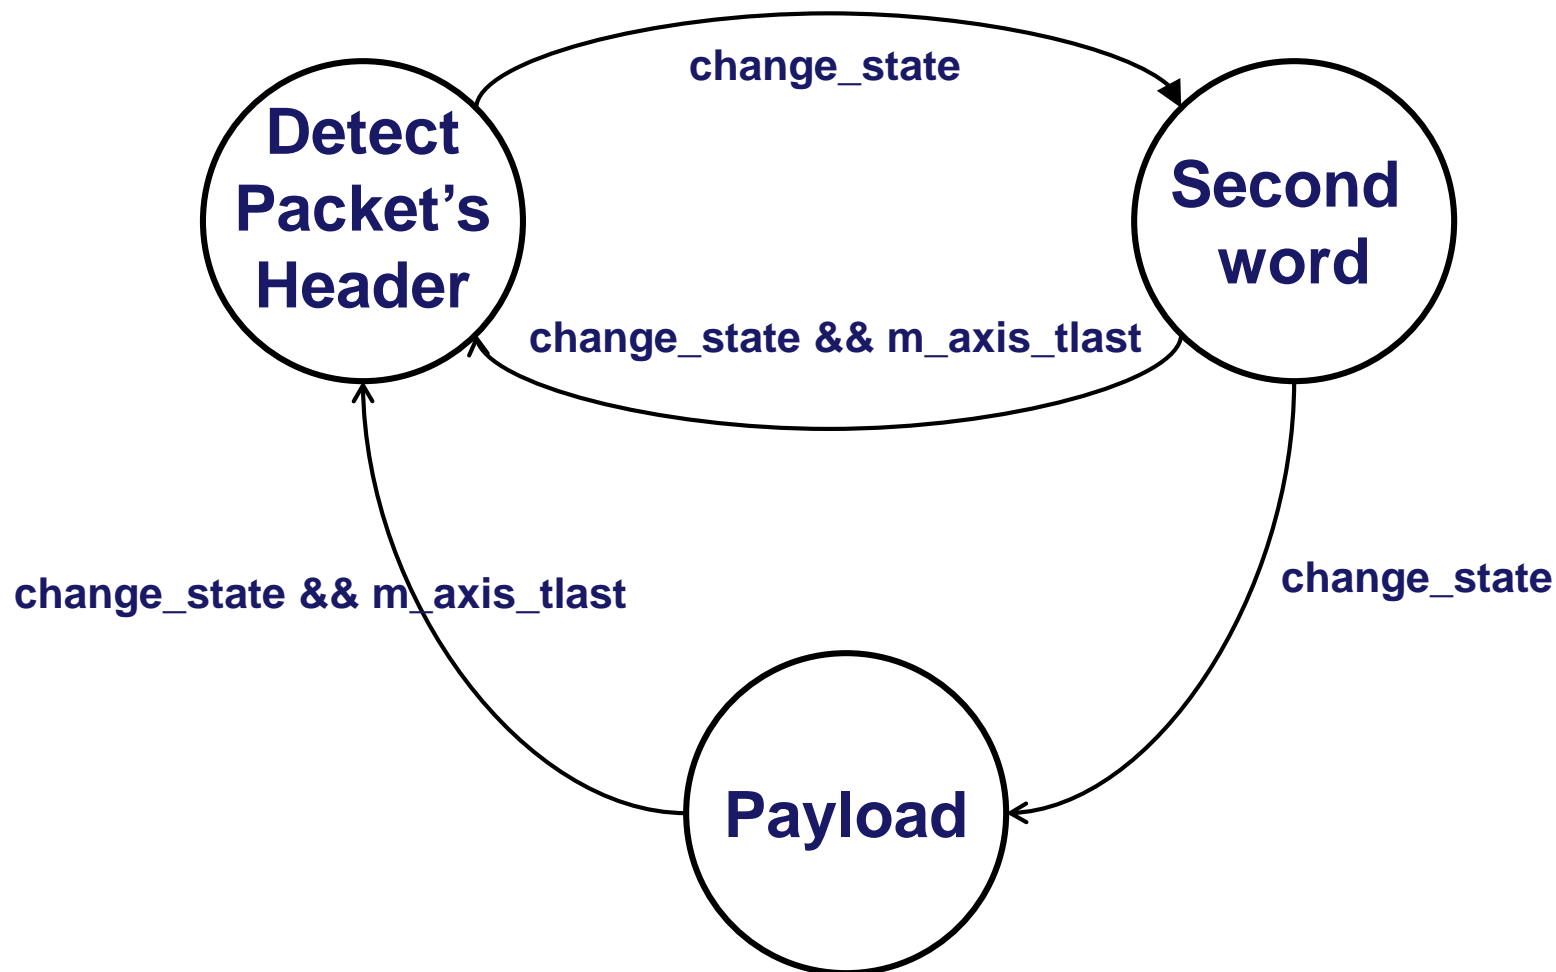 change_state
Detect
Packet’s
Header
Second
word
change_state && m_axis_tlast
change_state && m_axis_tlast
change_state
Payload